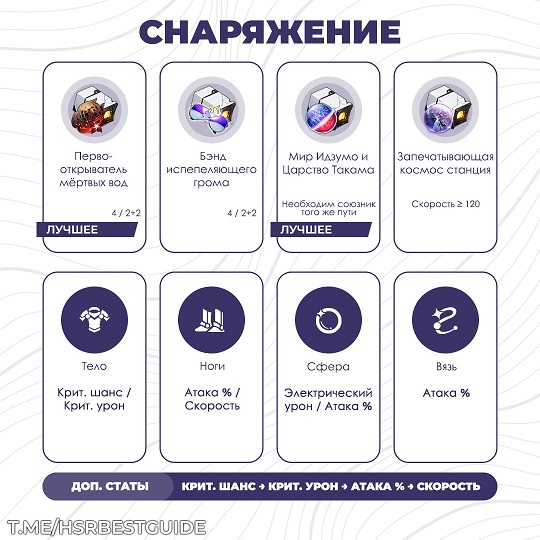 СНАРЯЖЕНИЕ
Перво-
открыватель
мёртвых вод
4 / 2+2
ЛУЧШЕЕ
Бэнд
испепеляющего
грома
4 / 2+2
Мир Идзумо и
Царство Такама
Необходим союзник
того же пути
ЛУЧШЕЕ
Запечатывающая
космос станция
Скорость ≥ 120
Тело
Крит. шанс /
Крит. урон
Ноги
Атака % /
Скорость
Сфера
Электрический
урон / Атака %
Вязь
Атака %
ДОП. СТАТЫ
КРИТ. ШАНС → КРИТ. УРОН → АТАКА % → СКОРОСТЬ
T.ME/HSRBESTGUIDE